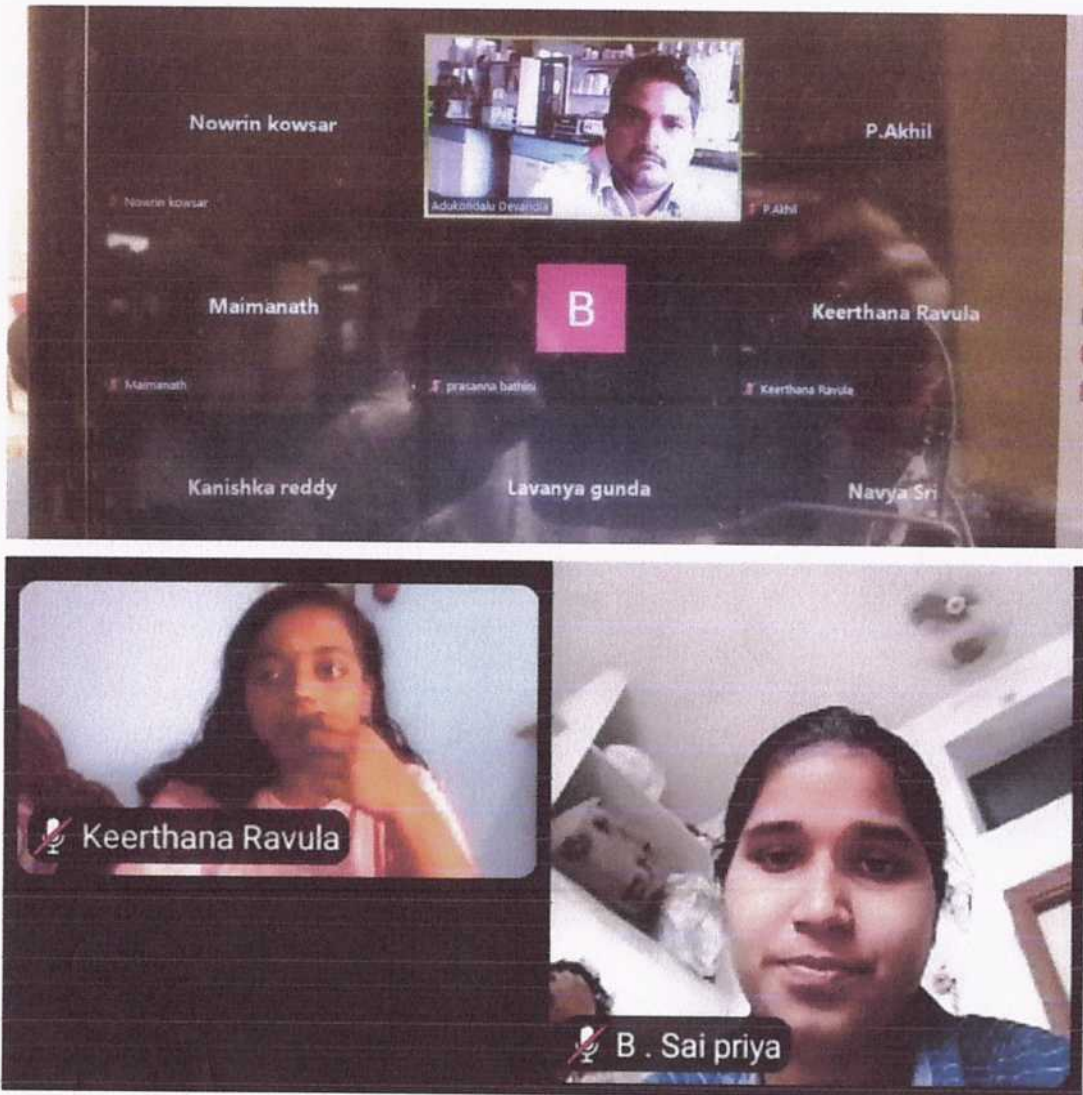 Nowrin kowsar
P.Akhil
Nowrin kowsar
Adukondalu Devandla
P.Akhil
Maimanath
B
Keerthana Ravula
Maimanath
prasanna bathini
Keerthana Ravula
Kanishka reddy
Lavanya gunda
Navya Sri
Keerthana Ravula
B . Sai priya